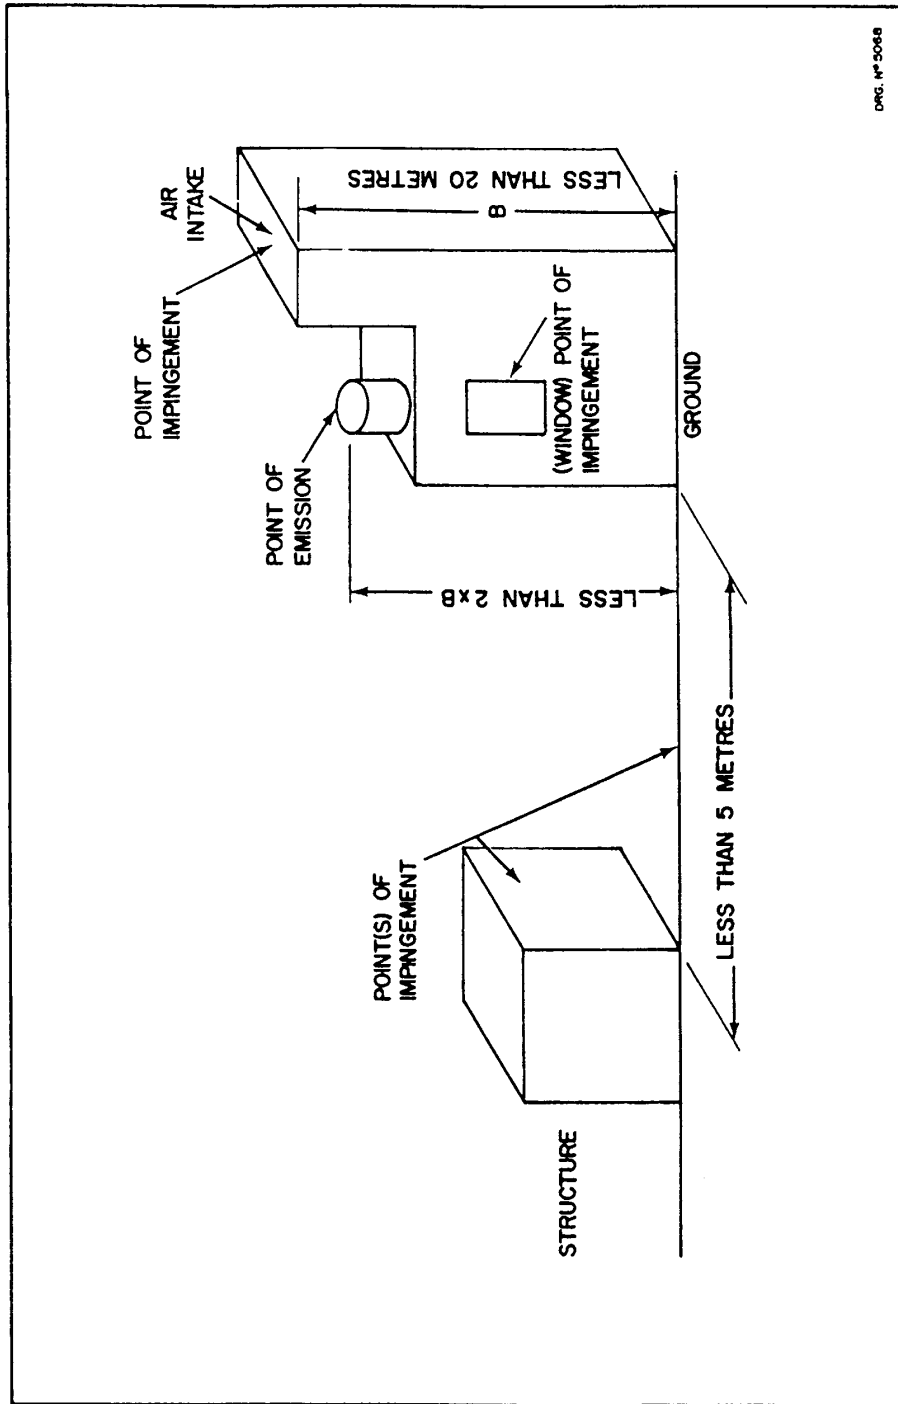 AIR
INTAKE
POINT OF
IMPINGEMENT
POINT OF
EMISSION
LESS THAN 20 METRES
B
LESS THAN 2xB
(WINDOW) POINT OF
IMPINGEMENT
GROUND
POINT(S) OF
IMPINGEMENT
STRUCTURE
LESS THAN 5 METRES
DRG. Nº 5068